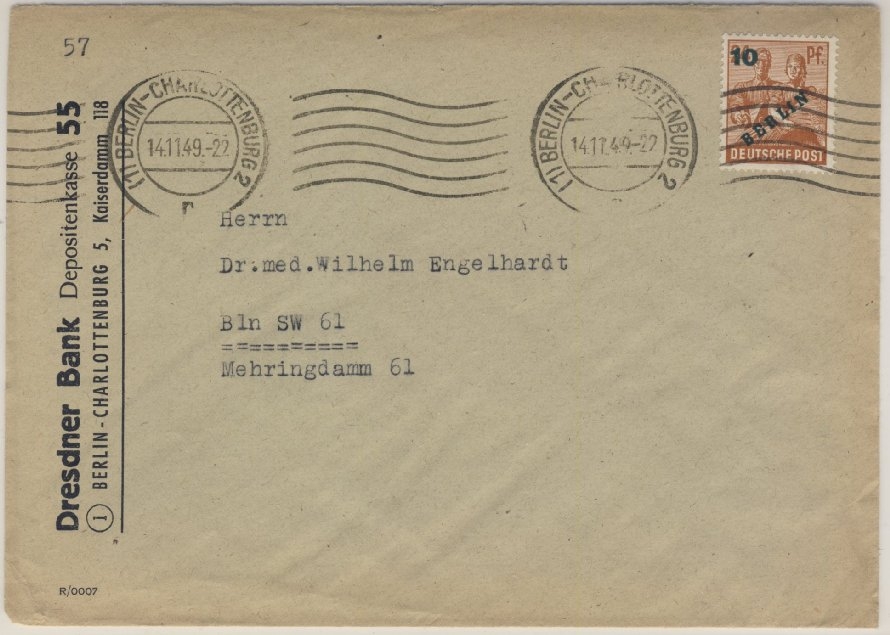 57
Dresdner Bank Depositenkasse 55
1 BERLIN-CHARLOTTENBURG 5, Kaiserdamm 118
(1) BERLIN-CHARLOTTENBURG 2
14.11.49.-22
r
(1) BERLIN-CHARLOTTENBURG 2
14.11.49-22
10 Pf.
BERLIN
DEUTSCHE POST
Herrn
Dr.med.Wilhelm Engelhardt
Bln SW 61
==========
Mehringdamm 61
R/0007